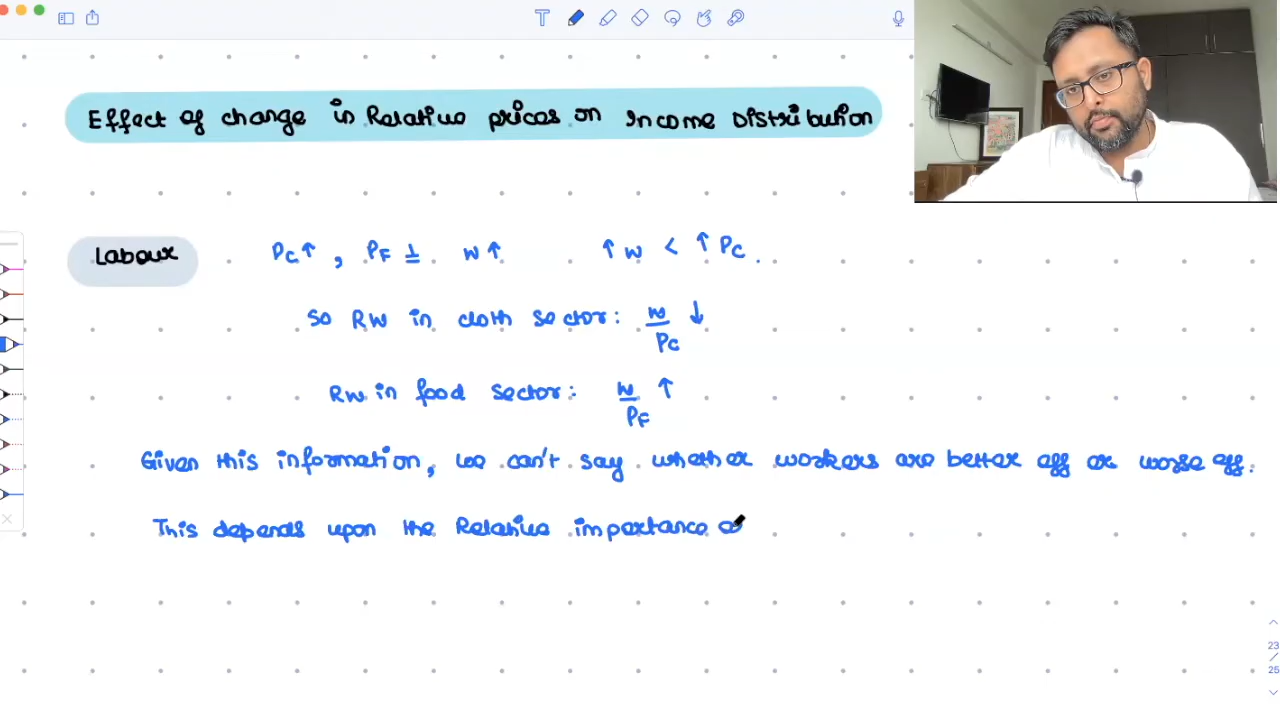 Effect of change in Relative prices on Income Distribution
Labour
Pc↑ , PF ⊥ w↑ ↑w < ↑Pc .
So RW in cloth sector: w/Pc ↓
RW in food sector: w/PF ↑
Given this information, we can't say whether workers are better off or worse off.
This depends upon the Relative importance o
23
/
25